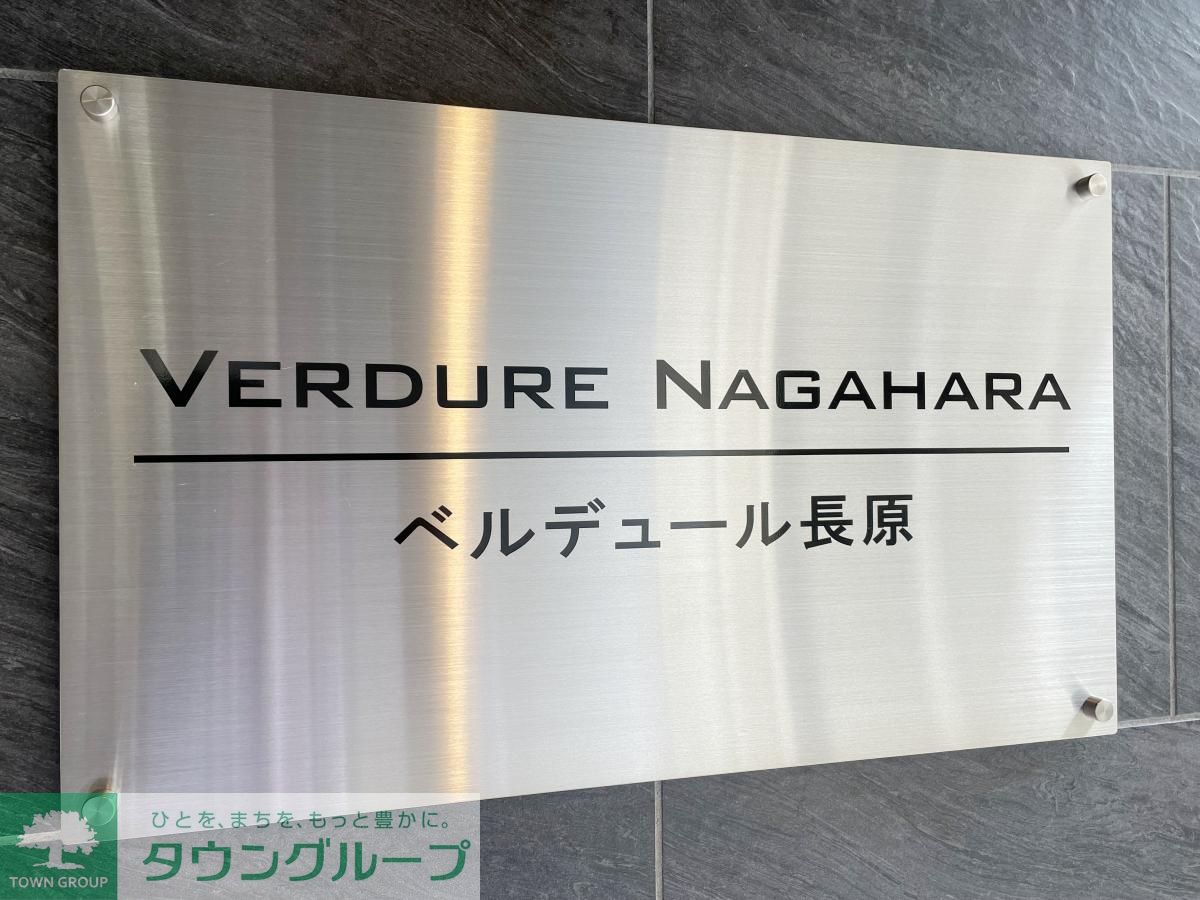 VERDURE NAGAHARA
ベルデュール長原
ひとを、まちを、もっと豊かに。
タウングループ
TOWN GROUP